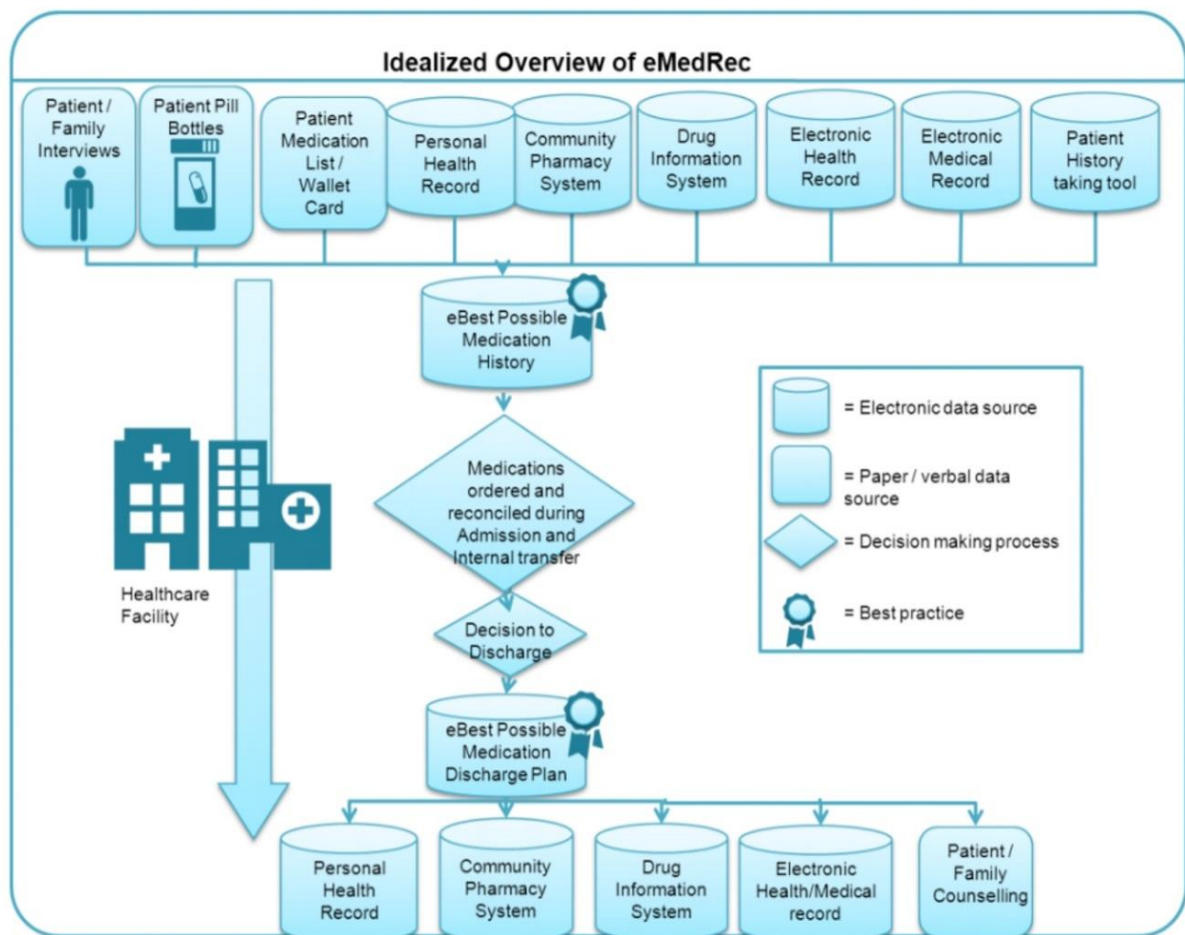 Idealized Overview of eMedRec
Patient /
Family
Interviews
Patient Pill
Bottles
Patient
Medication
List /
Wallet
Card
Personal
Health
Record
Community
Pharmacy
System
Drug
Information
System
Electronic
Health
Record
Electronic
Medical
Record
Patient
History
taking tool
eBest Possible
Medication
History
Medications
ordered and
reconciled during
Admission and
Internal transfer
Decision to
Discharge
eBest Possible
Medication
Discharge Plan
Healthcare
Facility
= Electronic data source
= Paper / verbal data
source
= Decision making process
= Best practice
Personal
Health
Record
Community
Pharmacy
System
Drug
Information
System
Electronic
Health/Medical
record
Patient /
Family
Counselling